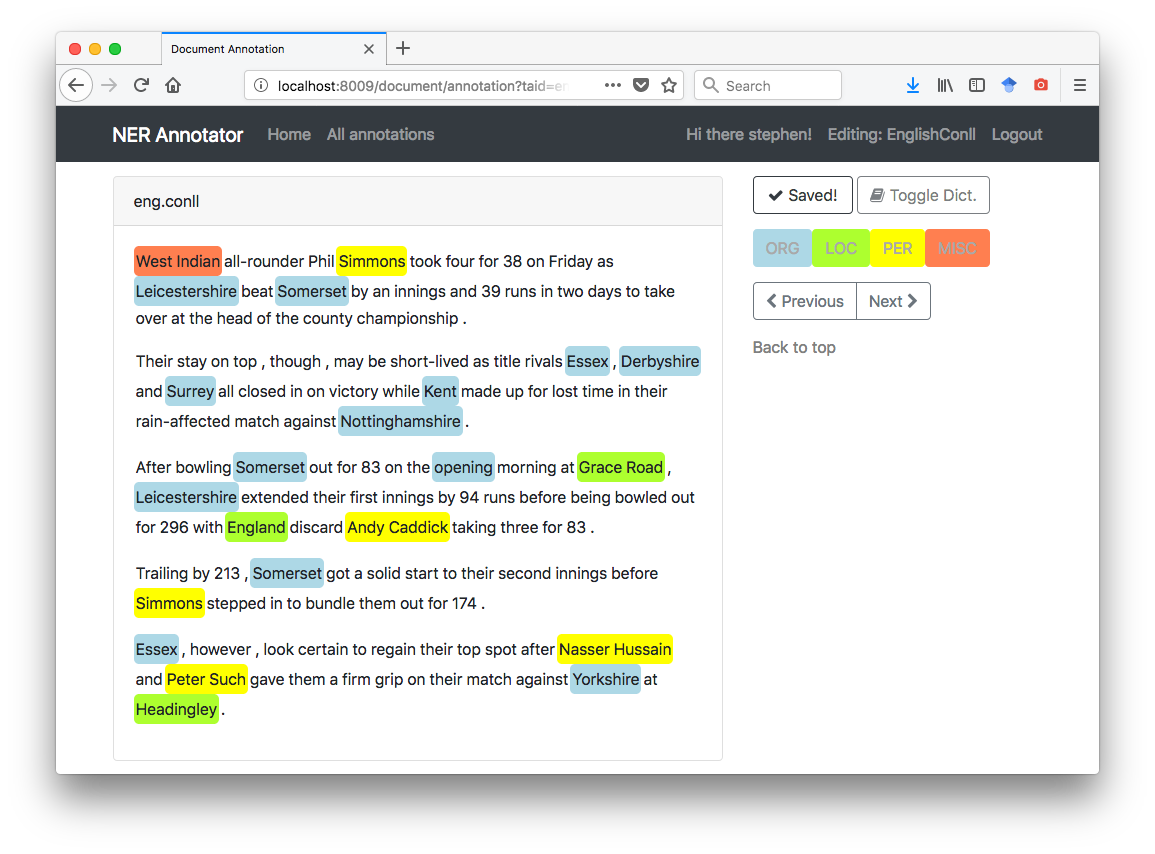 Document Annotation
localhost:8009/document/annotation?taid=en
Search
NER Annotator Home All annotations Hi there stephen! Editing: EnglishConll Logout
eng.conll
West Indian all-rounder Phil Simmons took four for 38 on Friday as
Leicestershire beat Somerset by an innings and 39 runs in two days to take
over at the head of the county championship .
Their stay on top , though , may be short-lived as title rivals Essex , Derbyshire
and Surrey all closed in on victory while Kent made up for lost time in their
rain-affected match against Nottinghamshire .
After bowling Somerset out for 83 on the opening morning at Grace Road ,
Leicestershire extended their first innings by 94 runs before being bowled out
for 296 with England discard Andy Caddick taking three for 83 .
Trailing by 213 , Somerset got a solid start to their second innings before
Simmons stepped in to bundle them out for 174 .
Essex , however , look certain to regain their top spot after Nasser Hussain
and Peter Such gave them a firm grip on their match against Yorkshire at
Headingley .
Saved! Toggle Dict.
ORG LOC PER MISC
Previous Next
Back to top